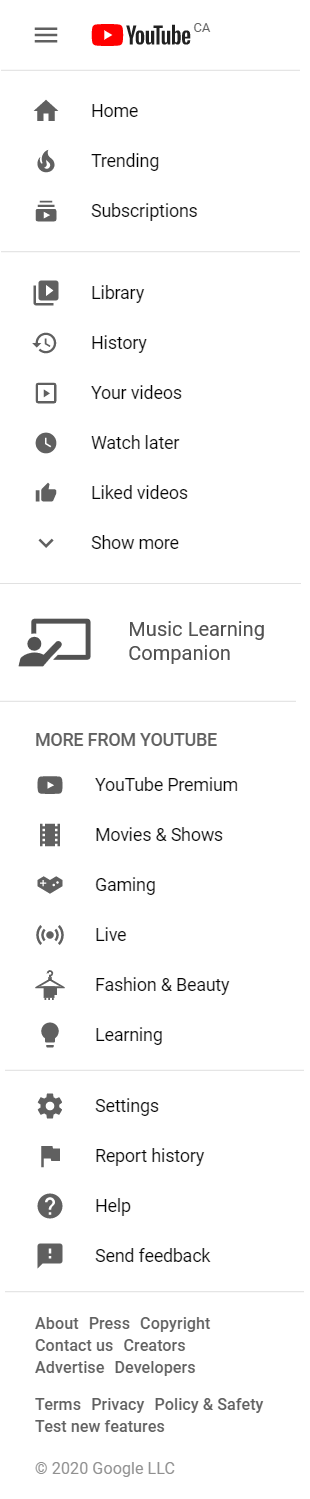 YouTube CA
Home
Trending
Subscriptions
Library
History
Your videos
Watch later
Liked videos
Show more
Music Learning
Companion
MORE FROM YOUTUBE
YouTube Premium
Movies & Shows
Gaming
Live
Fashion & Beauty
Learning
Settings
Report history
Help
Send feedback
About Press Copyright
Contact us Creators
Advertise Developers
Terms Privacy Policy & Safety
Test new features
© 2020 Google LLC